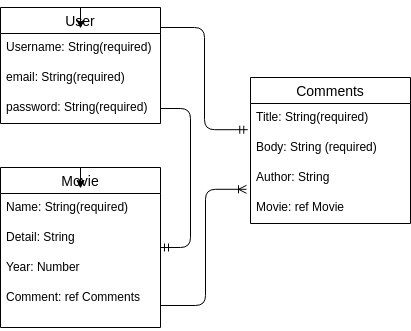 User
Username: String(required)
email: String(required)
password: String(required)
Comments
Title: String(required)
Body: String (required)
Author: String
Movie: ref Movie
Movie
Name: String(required)
Detail: String
Year: Number
Comment: ref Comments